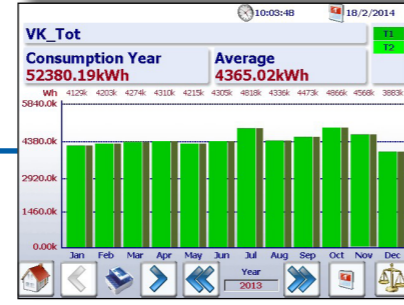 10:03:48 18/2/2014
VK_Tot T1
T2
Consumption Year Average
52380.19kWh 4365.02kWh
Wh 4129k 4203k 4274k 4310k 4215k 4305k 4818k 4336k 4473k 4866k 4568k 3883k
5840.0k
4380.0k
2920.0k
1460.0k
0.00k
Jan Feb Mar Apr May Jun Jul Aug Sep Oct Nov Dec
Year
2013